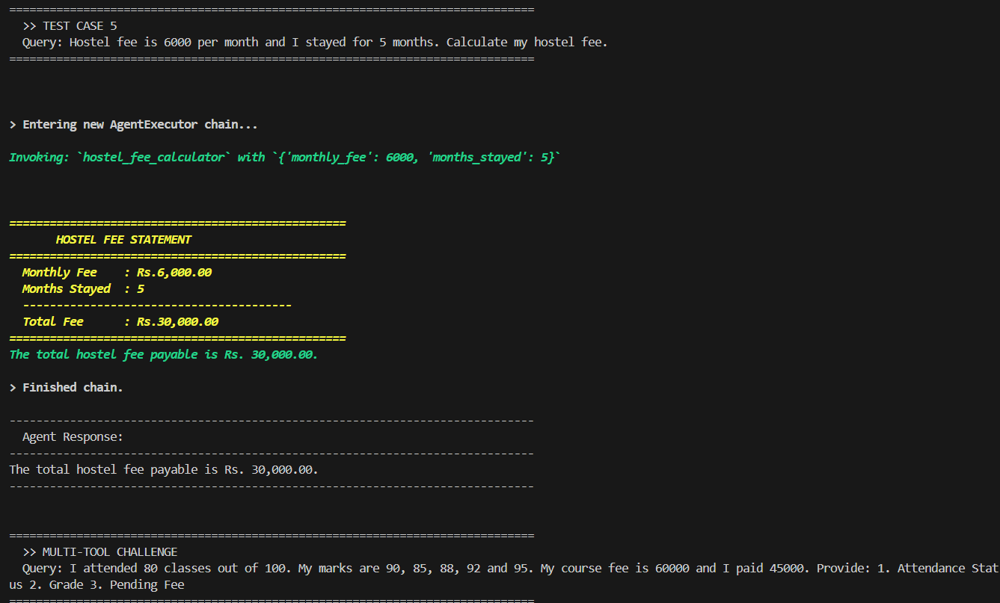 ==============================================================================
>> TEST CASE 5
Query: Hostel fee is 6000 per month and I stayed for 5 months. Calculate my hostel fee.
==============================================================================
> Entering new AgentExecutor chain...
Invoking: `hostel_fee_calculator` with `{'monthly_fee': 6000, 'months_stayed': 5}`
==================================================
HOSTEL FEE STATEMENT
==================================================
Monthly Fee    : Rs.6,000.00
Months Stayed  : 5
----------------------------------------
Total Fee      : Rs.30,000.00
==================================================
The total hostel fee payable is Rs. 30,000.00.
> Finished chain.
------------------------------------------------------------------------------
Agent Response:
------------------------------------------------------------------------------
The total hostel fee payable is Rs. 30,000.00.
------------------------------------------------------------------------------
==============================================================================
>> MULTI-TOOL CHALLENGE
Query: I attended 80 classes out of 100. My marks are 90, 85, 88, 92 and 95. My course fee is 60000 and I paid 45000. Provide: 1. Attendance Stat
us 2. Grade 3. Pending Fee
==============================================================================